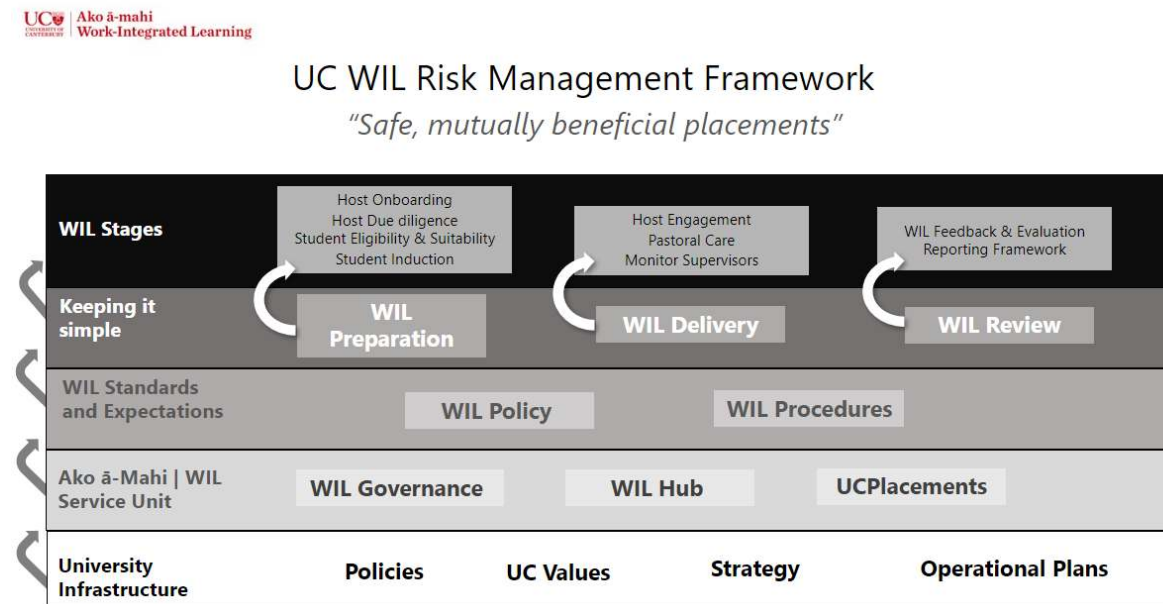 UC
UNIVERSITY OF
CANTERBURY
Ako ā-mahi
Work-Integrated Learning
UC WIL Risk Management Framework
“Safe, mutually beneficial placements”
WIL Stages
Host Onboarding
Host Due diligence
Student Eligibility & Suitability
Student Induction
Host Engagement
Pastoral Care
Monitor Supervisors
WIL Feedback & Evaluation
Reporting Framework
Keeping it
simple
WIL
Preparation
WIL Delivery
WIL Review
WIL Standards
and Expectations
WIL Policy
WIL Procedures
Ako ā-Mahi | WIL
Service Unit
WIL Governance
WIL Hub
UCPlacements
University
Infrastructure
Policies
UC Values
Strategy
Operational Plans